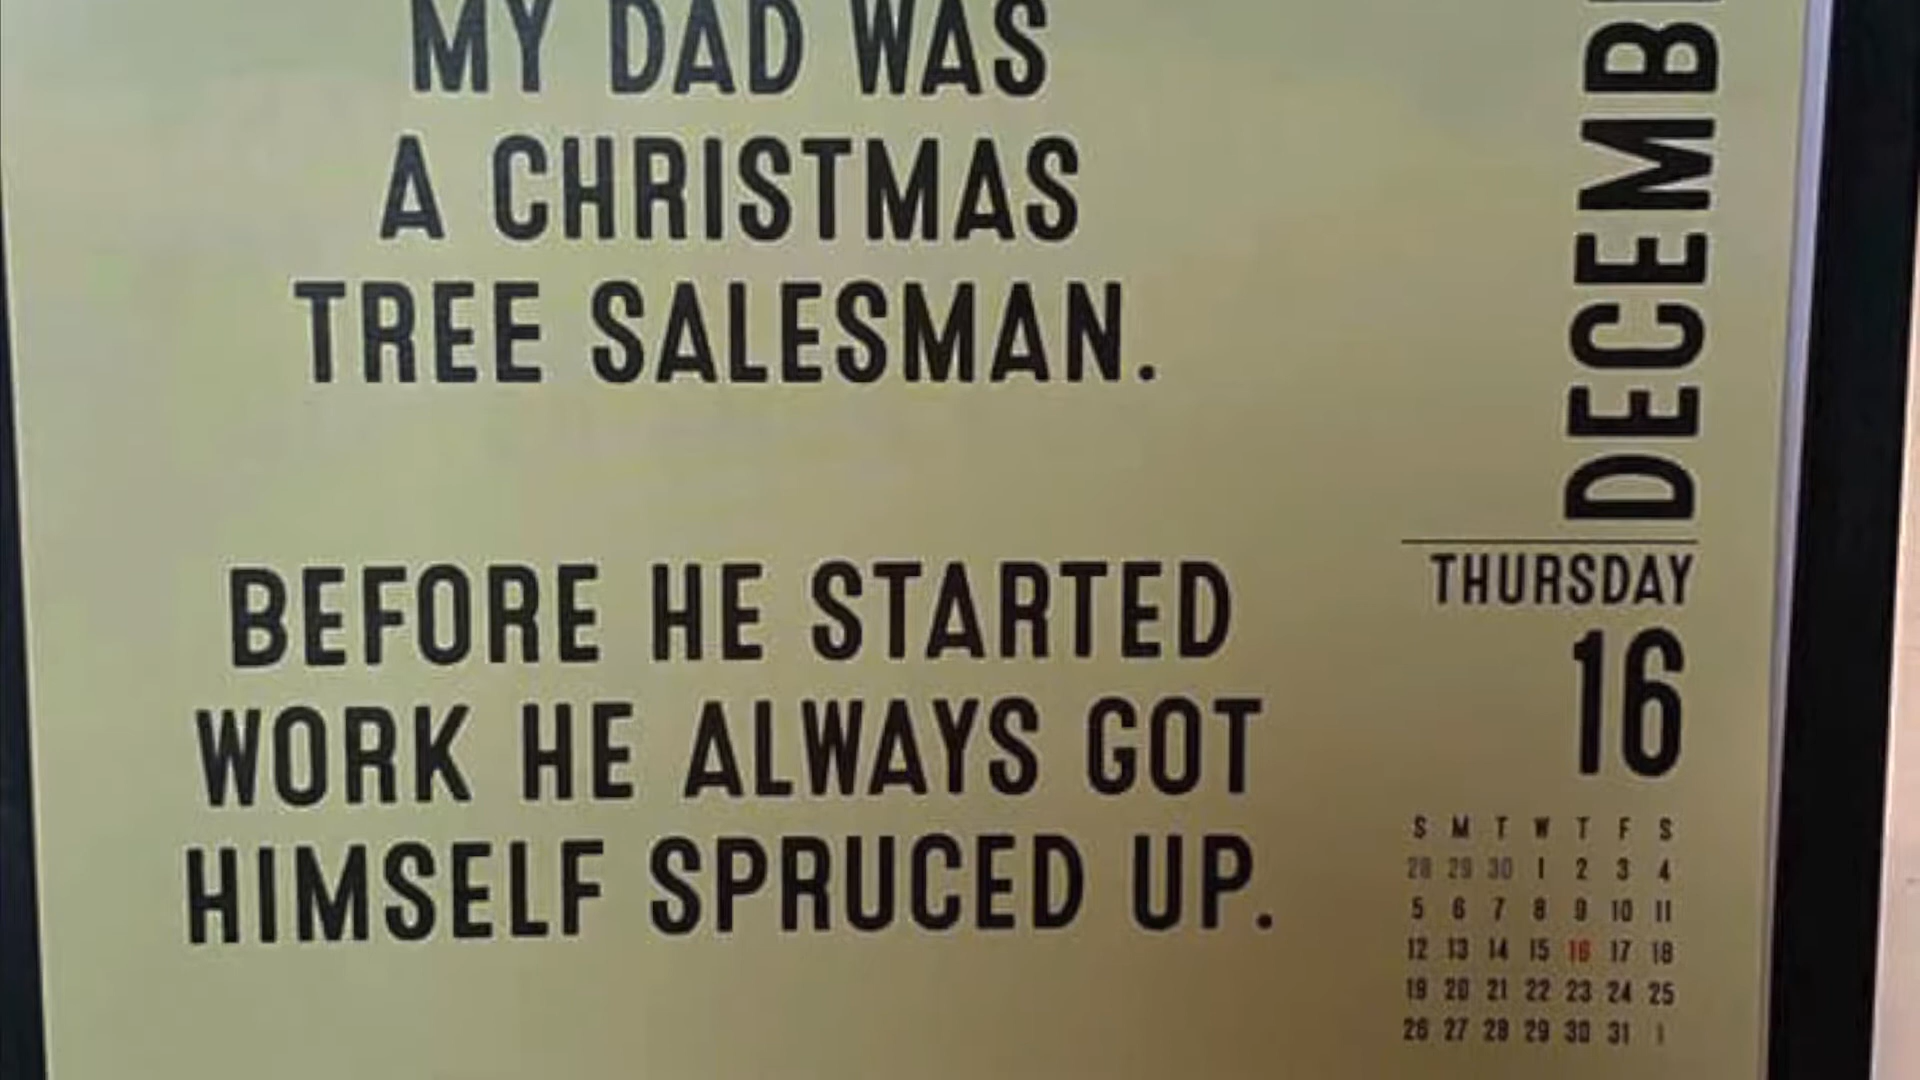 MY DAD WAS
A CHRISTMAS
TREE SALESMAN.
BEFORE HE STARTED
WORK HE ALWAYS GOT
HIMSELF SPRUCED UP.
DECEMB
THURSDAY
16
S M T W T F S
28 29 30 1 2 3 4
5 6 7 8 9 10 11
12 13 14 15 16 17 18
19 20 21 22 23 24 25
26 27 28 29 30 31 1